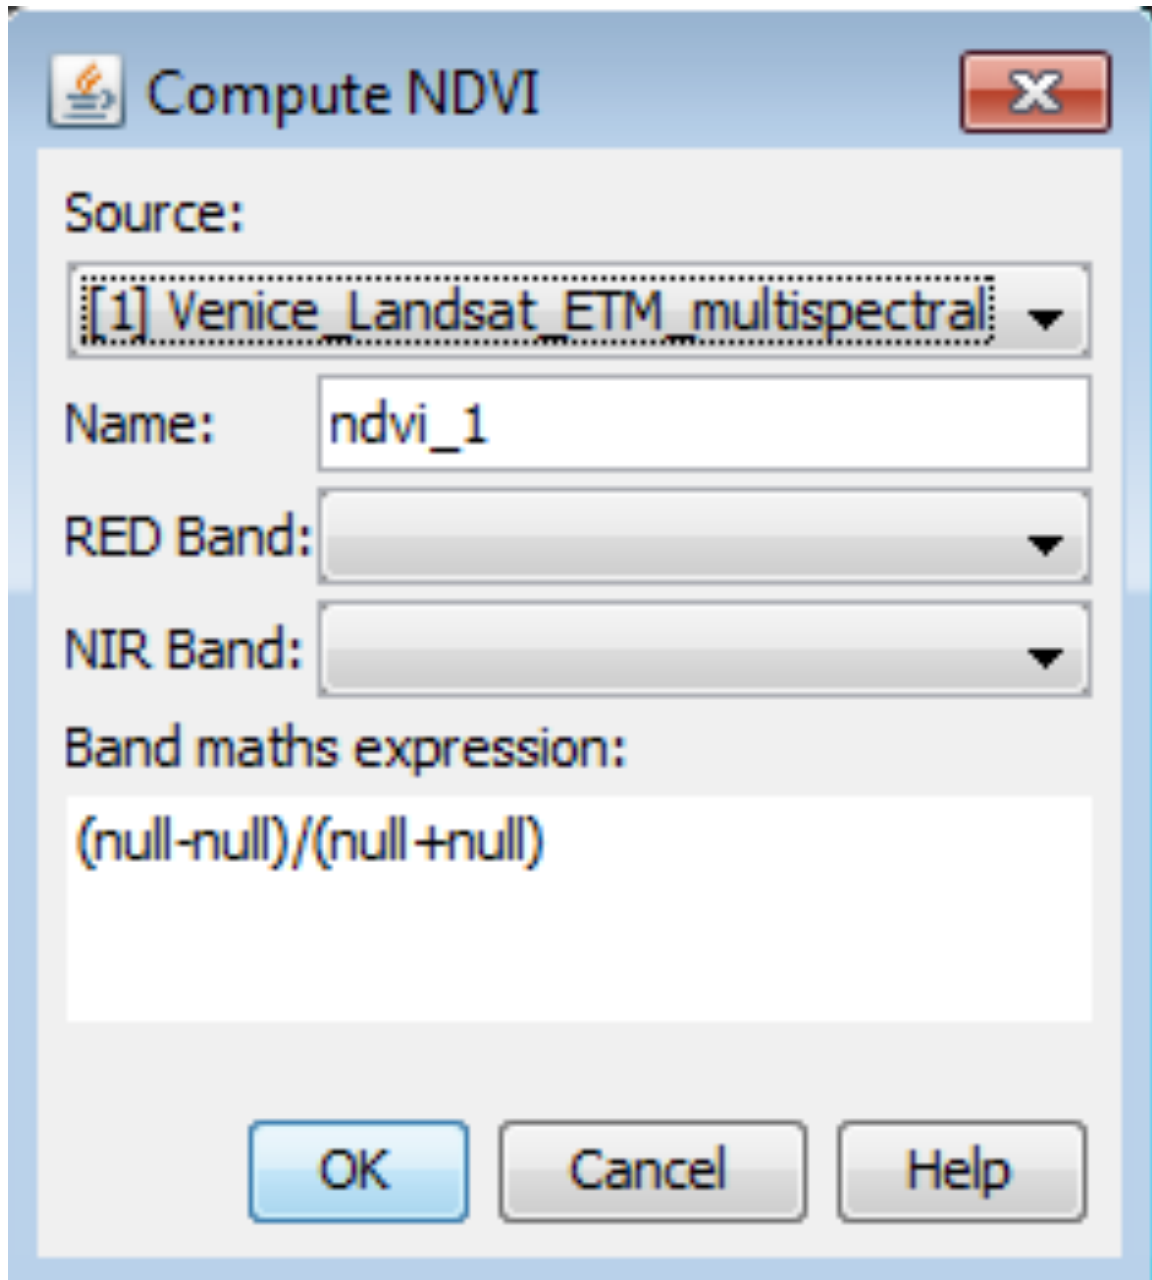 Compute NDVI
Source:
[1] Venice_Landsat_ETM_multispectral
Name: ndvi_1
RED Band:
NIR Band:
Band maths expression:
(null-null)/(null+null)
OK Cancel Help